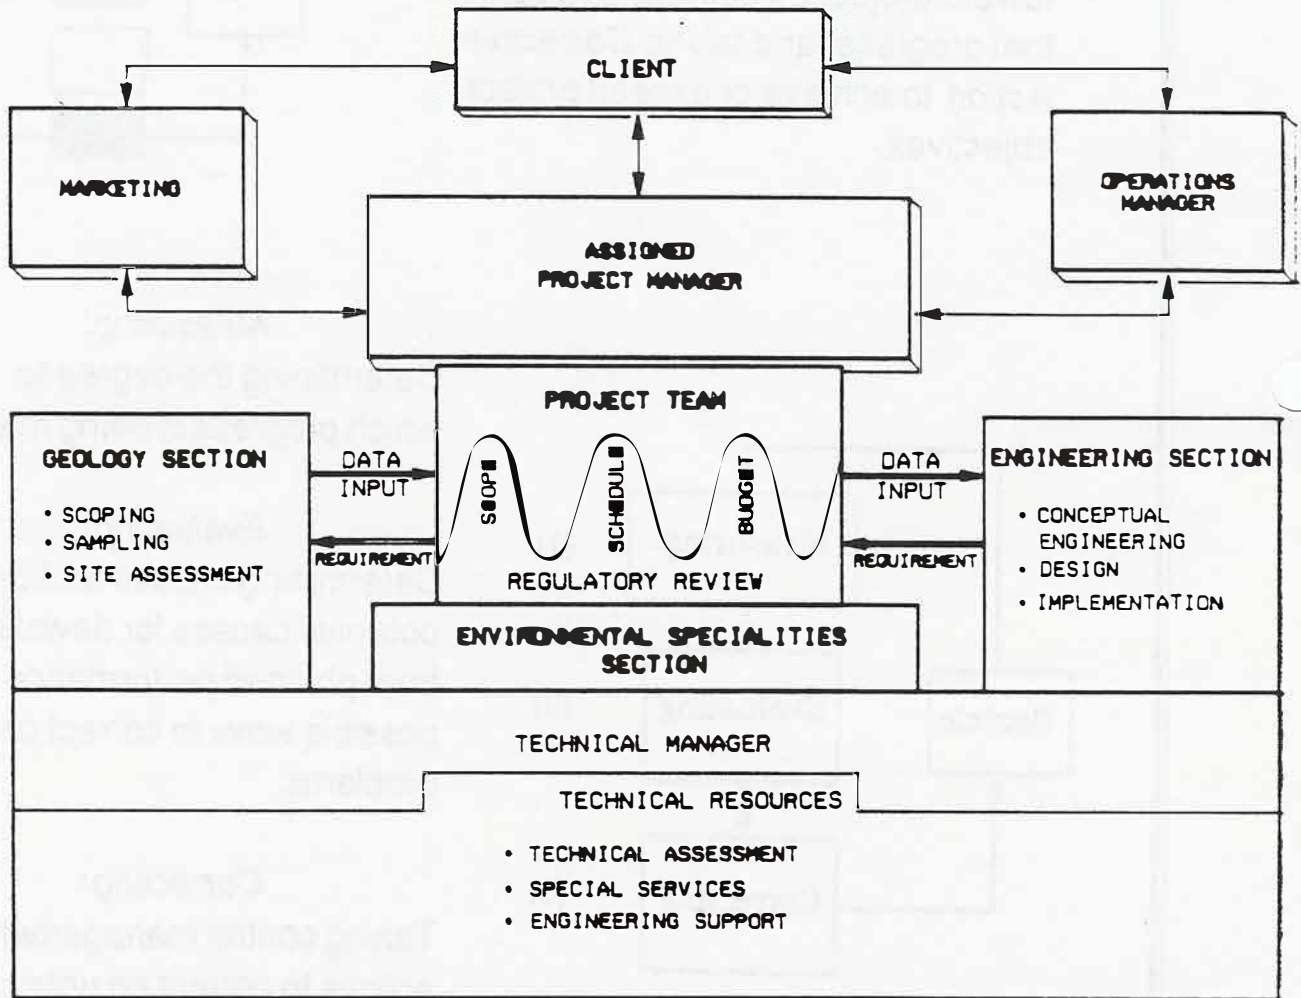 CLIENT
MARKETING
OPERATIONS
MANAGER
ASSIGNED
PROJECT MANAGER
PROJECT TEAM
GEOLOGY SECTION
• SCOPING
• SAMPLING
• SITE ASSESSMENT
DATA
INPUT
REQUIREMENT
SCOPE
SCHEDULE
BUDGET
REGULATORY REVIEW
DATA
INPUT
REQUIREMENT
ENGINEERING SECTION
• CONCEPTUAL
ENGINEERING
• DESIGN
• IMPLEMENTATION
ENVIRONMENTAL SPECIALITIES
SECTION
TECHNICAL MANAGER
TECHNICAL RESOURCES
• TECHNICAL ASSESSMENT
• SPECIAL SERVICES
• ENGINEERING SUPPORT